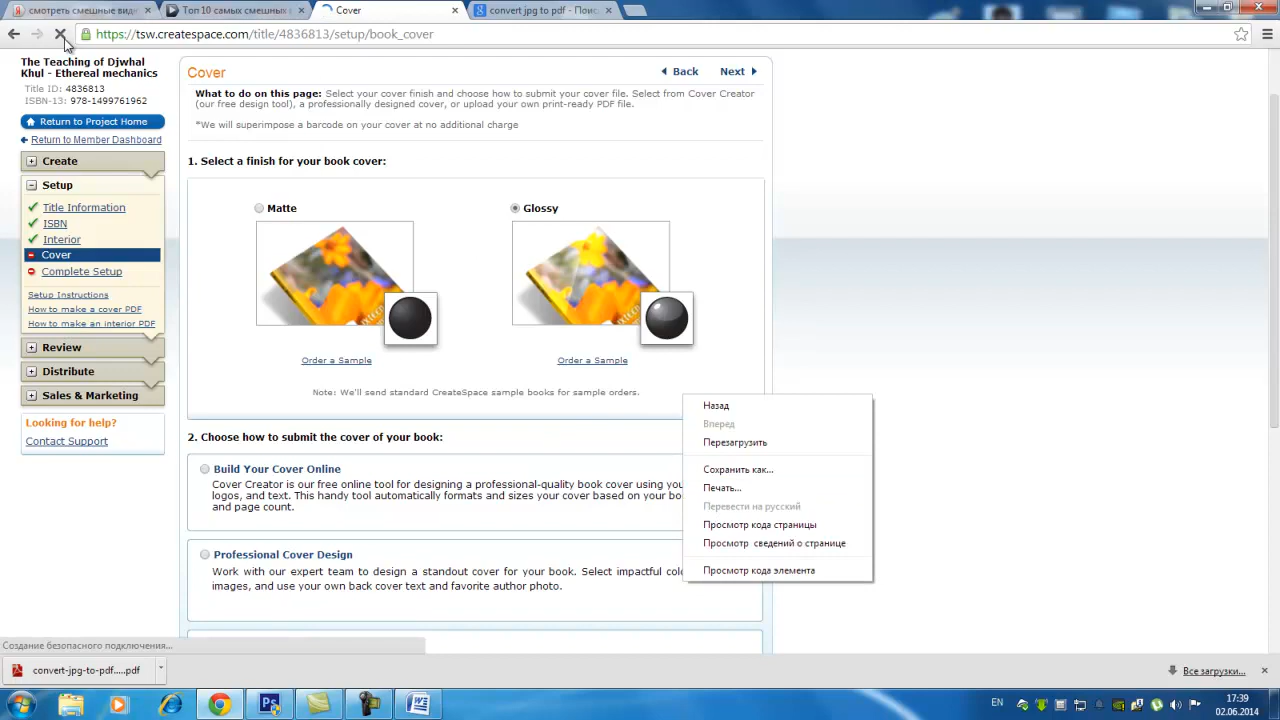 смотреть смешные виде
Топ 10 самых смешных в
Cover
convert jpg to pdf - Поис
https://tsw.createspace.com/title/4836813/setup/book_cover
The Teaching of Djwhal
Khul - Ethereal mechanics
Title ID: 4836813
ISBN-13: 978-1499761962
Return to Project Home
Return to Member Dashboard
Create
Setup
Title Information
ISBN
Interior
Cover
Complete Setup
Setup Instructions
How to make a cover PDF
How to make an interior PDF
Review
Distribute
Sales & Marketing
Looking for help?
Contact Support
Cover
Back
Next
What to do on this page: Select your cover finish and choose how to submit your cover file. Select from Cover Creator
(our free design tool), a professionally designed cover, or upload your own print-ready PDF file.
*We will superimpose a barcode on your cover at no additional charge
1. Select a finish for your book cover:
Matte
Glossy
Order a Sample
Order a Sample
Note: We'll send standard CreateSpace sample books for sample orders.
2. Choose how to submit the cover of your book:
Build Your Cover Online
Cover Creator is our free online tool for designing a professional-quality book cover using you
logos, and text. This handy tool automatically formats and sizes your cover based on your boo
and page count.
Professional Cover Design
Work with our expert team to design a standout cover for your book. Select impactful colo
images, and use your own back cover text and favorite author photo.
Назад
Вперед
Перезагрузить
Сохранить как...
Печать...
Перевести на русский
Просмотр кода страницы
Просмотр сведений о странице
Просмотр кода элемента
Создание безопасного подключения...
convert-jpg-to-pdf.....pdf
Все загрузки...
EN
17:39
02.06.2014